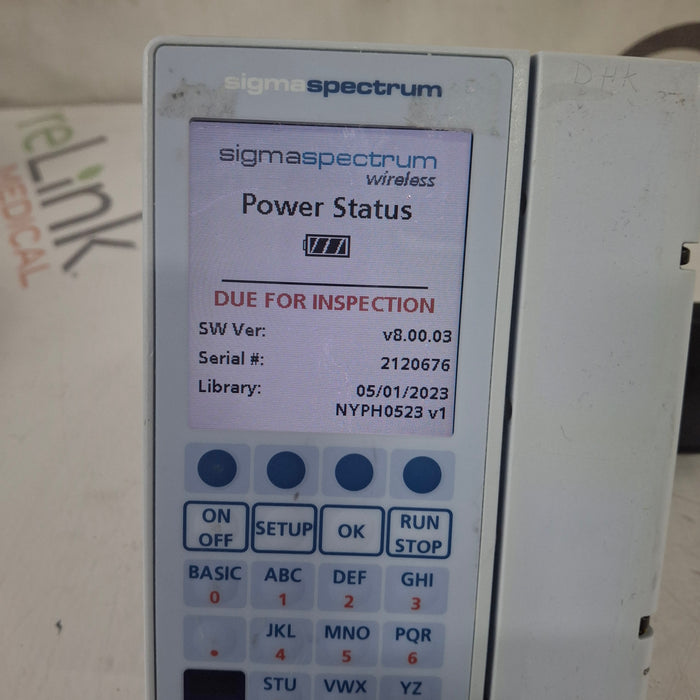 sigmaspectrum
DHK
reLink
MEDICAL
sigmaspectrum
wireless
Power Status
DUE FOR INSPECTION
SW Ver: v8.00.03
Serial #: 2120676
Library: 05/01/2023
NYPH0523 v1
ON OFF
SETUP
OK
RUN STOP
BASIC ABC DEF GHI
0 1 2 3
JKL MNO PQR
. 4 5 6
STU VWX YZ